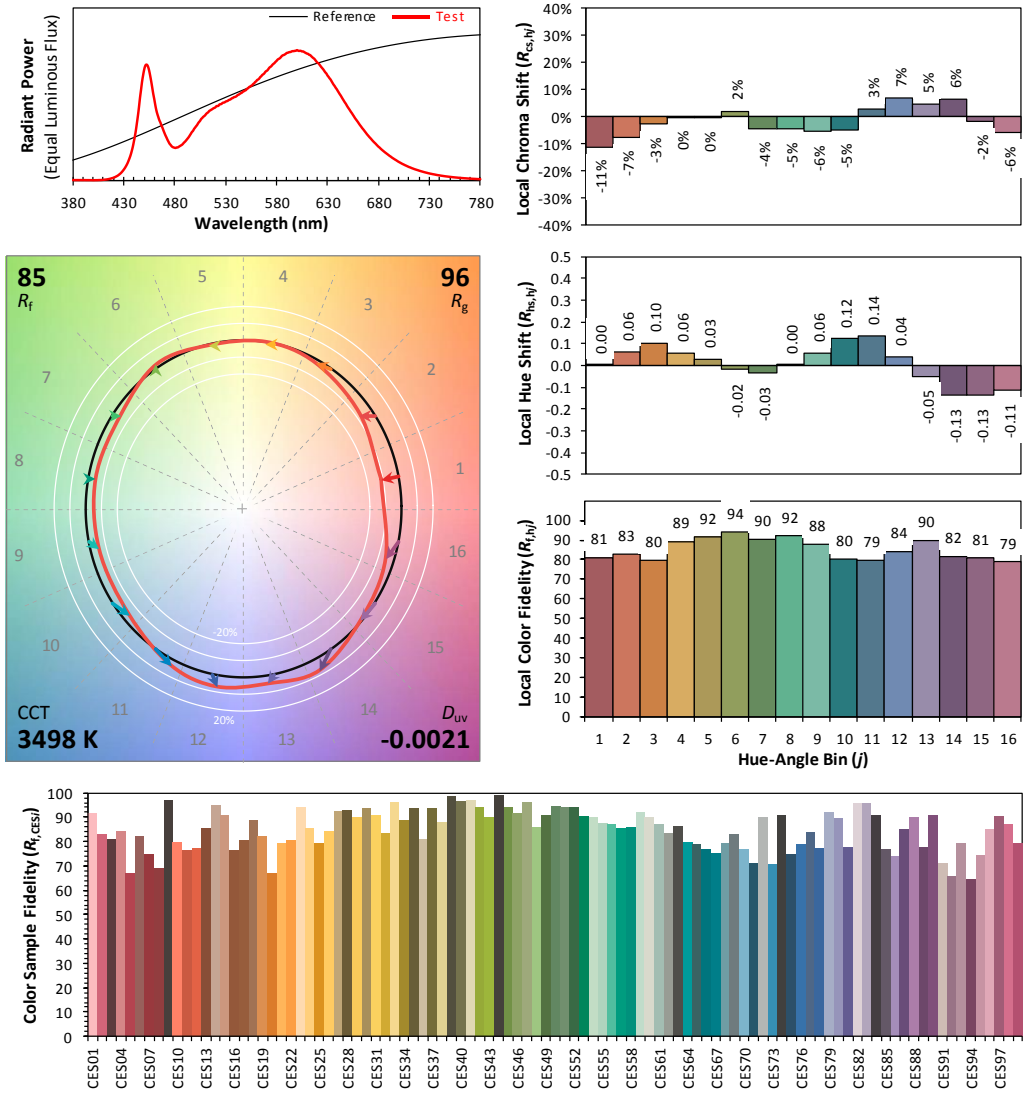 Reference Test
Radiant Power
(Equal Luminous Flux)
380 430 480 530 580 630 680 730 780
Wavelength (nm)
Local Chroma Shift (Rcs,hj)
40%
30%
20%
10%
0%
-10%
-20%
-30%
-40%
-11% -7% -3% 0% 0% 2% -4% -5% -6% -5% 3% 7% 5% 6% -2% -6%
85
Rf
96
Rg
CCT
3498 K
Duv
-0.0021
1 2 3 4 5 6 7 8 9 10 11 12 13 14 15 16
-20%
20%
Local Hue Shift (Rhs,hj)
0.5
0.4
0.3
0.2
0.1
0.0
-0.1
-0.2
-0.3
-0.4
-0.5
0.00 0.06 0.10 0.06 0.03 -0.02 -0.03 0.00 0.06 0.12 0.14 0.04 -0.05 -0.13 -0.13 -0.11
Local Color Fidelity (Rf,hj)
100
90
80
70
60
50
40
30
20
10
0
81 83 80 89 92 94 90 92 88 80 79 84 90 82 81 79
1 2 3 4 5 6 7 8 9 10 11 12 13 14 15 16
Hue-Angle Bin (j)
Color Sample Fidelity (Rf,CESi)
100
90
80
70
60
50
40
30
20
10
0
CES01 CES04 CES07 CES10 CES13 CES16 CES19 CES22 CES25 CES28 CES31 CES34 CES37 CES40 CES43 CES46 CES49 CES52 CES55 CES58 CES61 CES64 CES67 CES70 CES73 CES76 CES79 CES82 CES85 CES88 CES91 CES94 CES97